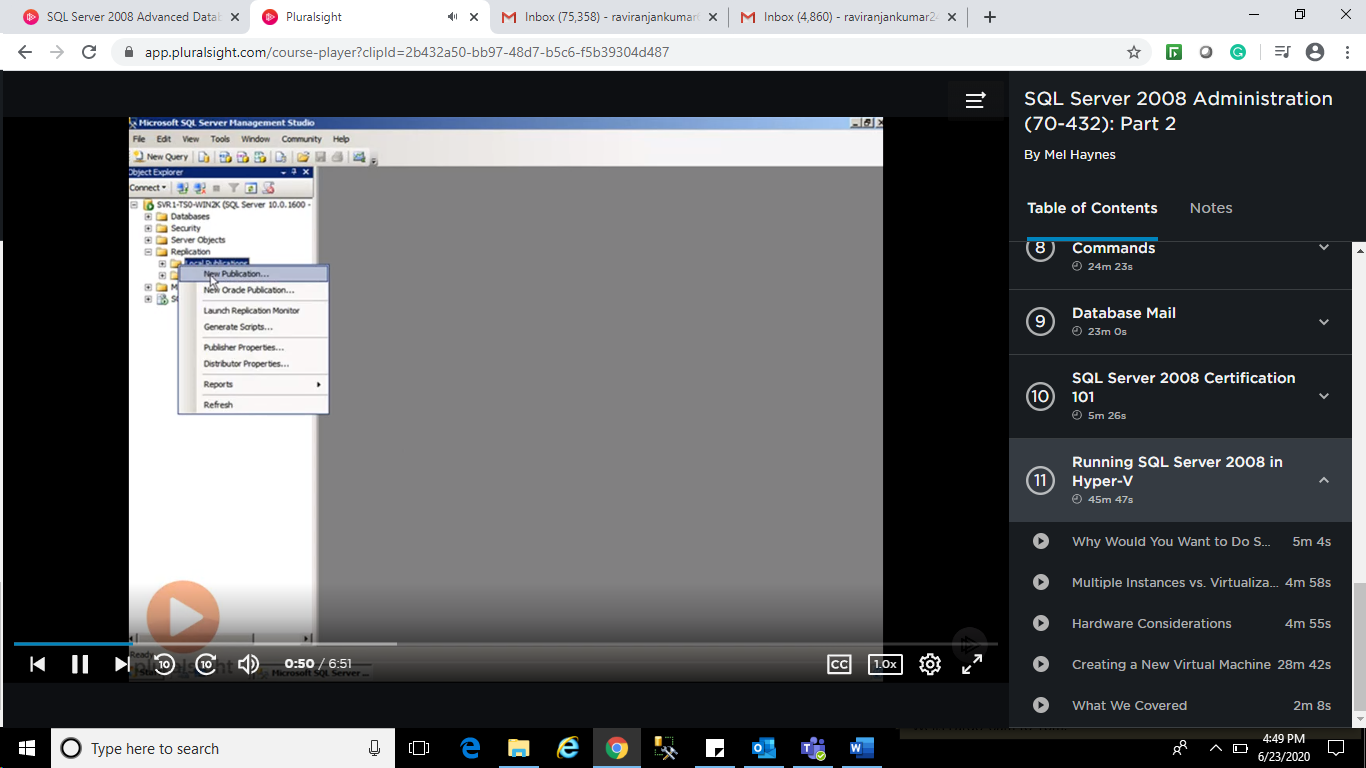 SQL Server 2008 Advanced Datab
Pluralsight
Inbox (75,358) - raviranjankumar
Inbox (4,860) - raviranjankumar2
app.pluralsight.com/course-player?clipId=2b432a50-bb97-48d7-b5c6-f5b39304d487
Microsoft SQL Server Management Studio
File Edit View Tools Window Community Help
New Query
Object Explorer
Connect
SVR1-TS0-WIN2K (SQL Server 10.0.1600 -
Databases
Security
Server Objects
Replication
Local Publications
New Publication...
New Oracle Publication...
Launch Replication Monitor
Generate Scripts...
Publisher Properties...
Distributor Properties...
Reports
Refresh
Ready
pluralsight
Microsoft SQL Server ...
10 10 0:50 / 6:51 CC 1.0x
SQL Server 2008 Administration
(70-432): Part 2
By Mel Haynes
Table of Contents Notes
8 Commands
24m 23s
9 Database Mail
23m 0s
10 SQL Server 2008 Certification
101
5m 26s
11 Running SQL Server 2008 in
Hyper-V
45m 47s
Why Would You Want to Do S... 5m 4s
Multiple Instances vs. Virtualiza... 4m 58s
Hardware Considerations 4m 55s
Creating a New Virtual Machine 28m 42s
What We Covered 2m 8s
Type here to search
4:49 PM
6/23/2020